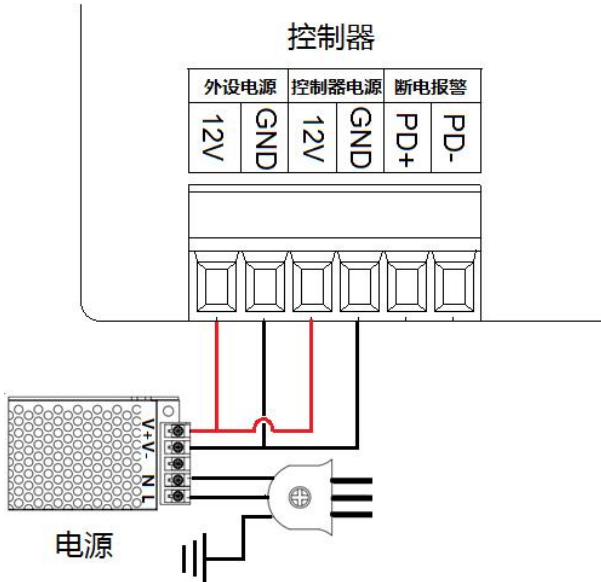 控制器
外设电源 控制器电源 断电报警
12V GND 12V GND PD+ PD-
V+
V-
N
L
电源